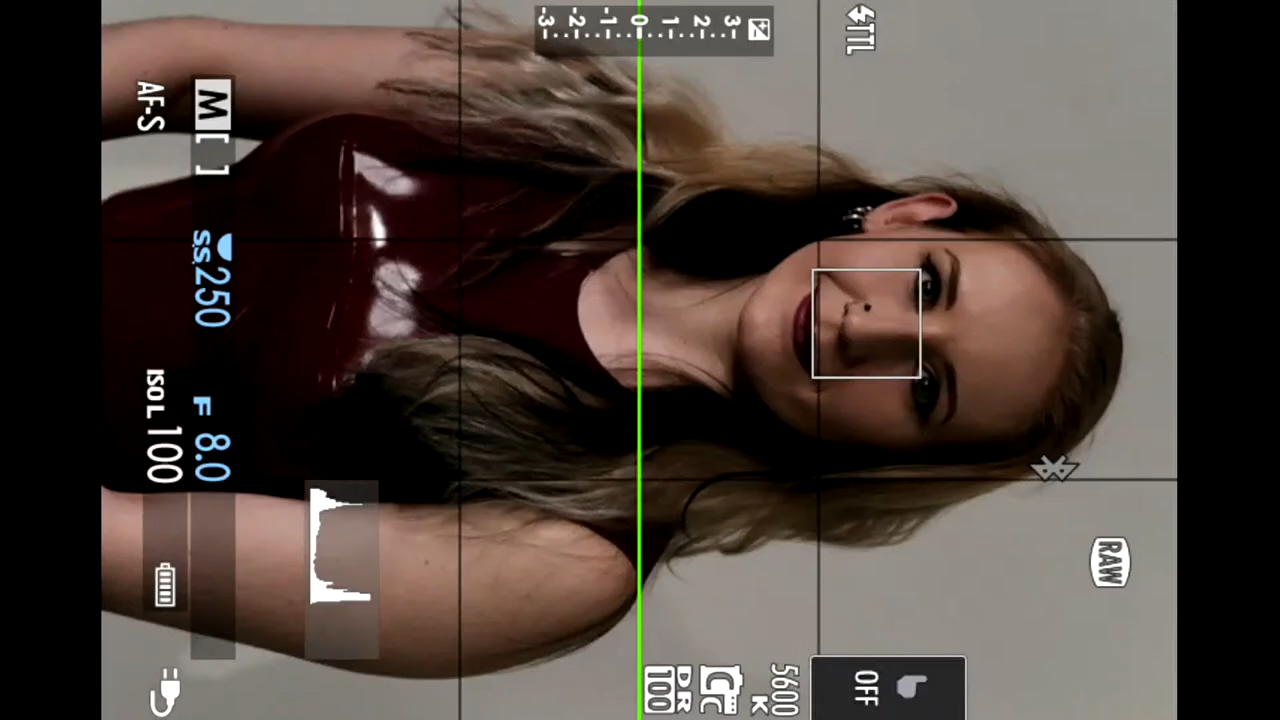 TTL
-3 -2 -1 0 1 2 3
RAW
5600 K
C
DR 100
OFF
M [ ]
S.S. 250
F 8.0
AF-S
ISO L 100